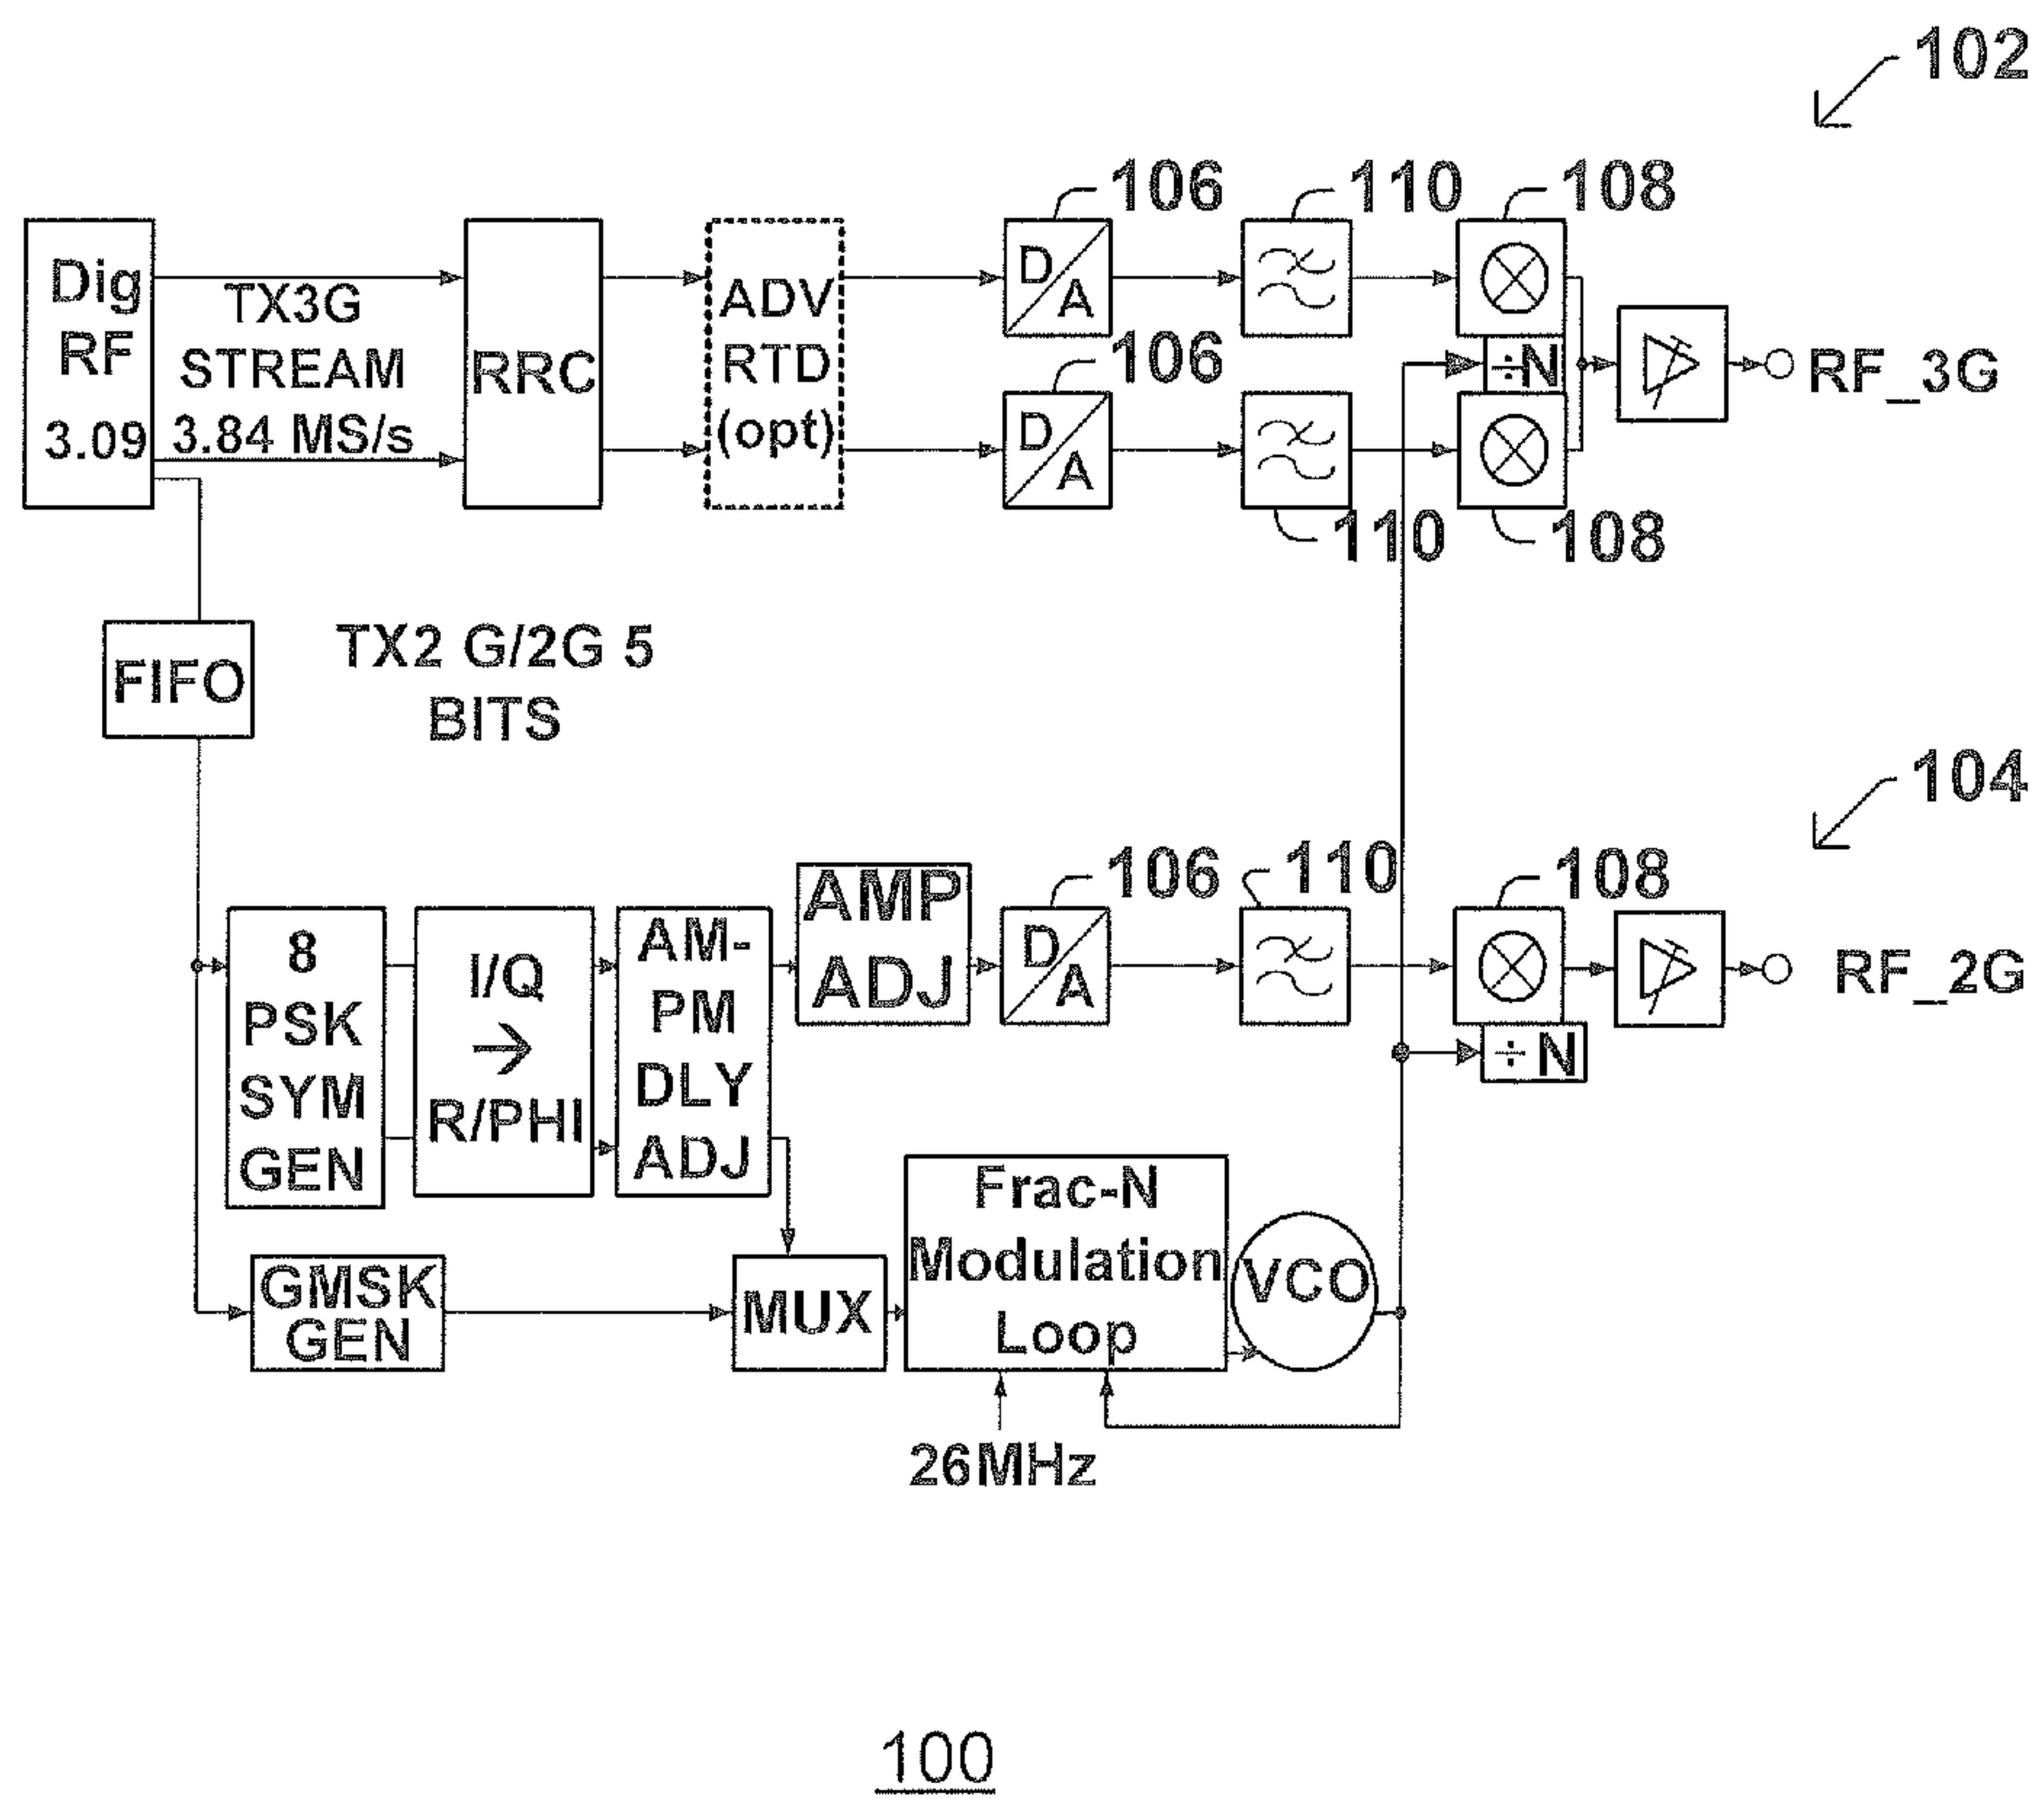 102
106
110
108
Dig
RF
3.09
TX3G
STREAM
3.84 MS/s
RRC
ADV
RTD
(opt)
D
A
÷N
RF_3G
106
D
A
110
108
FIFO
TX2 G/2G 5
BITS
104
106
110
108
8
PSK
SYM
GEN
I/Q
→
R/PHI
AM-
PM
DLY
ADJ
AMP
ADJ
D
A
÷N
RF_2G
GMSK
GEN
MUX
Frac-N
Modulation
Loop
VCO
26MHz
100